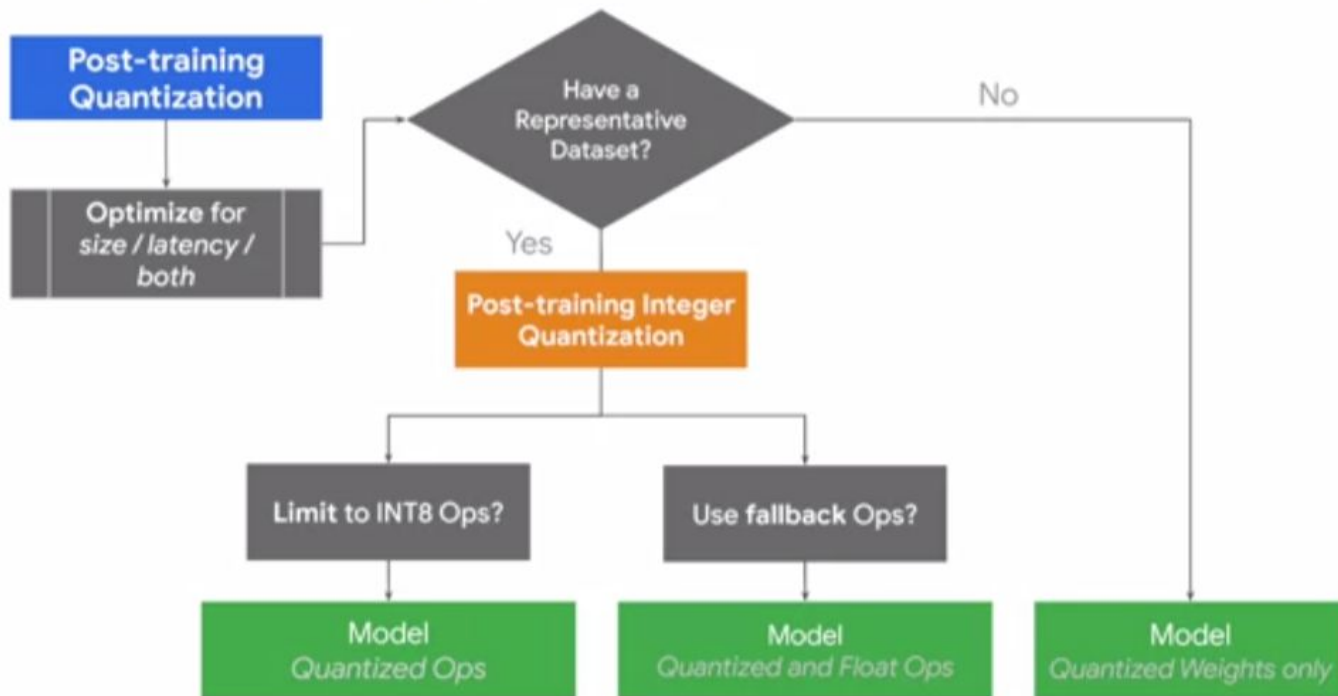 Post-training
Quantization
Optimize for
size / latency /
both
Have a
Representative
Dataset?
No
Yes
Post-training Integer
Quantization
Limit to INT8 Ops?
Use fallback Ops?
Model
Quantized Ops
Model
Quantized and Float Ops
Model
Quantized Weights only